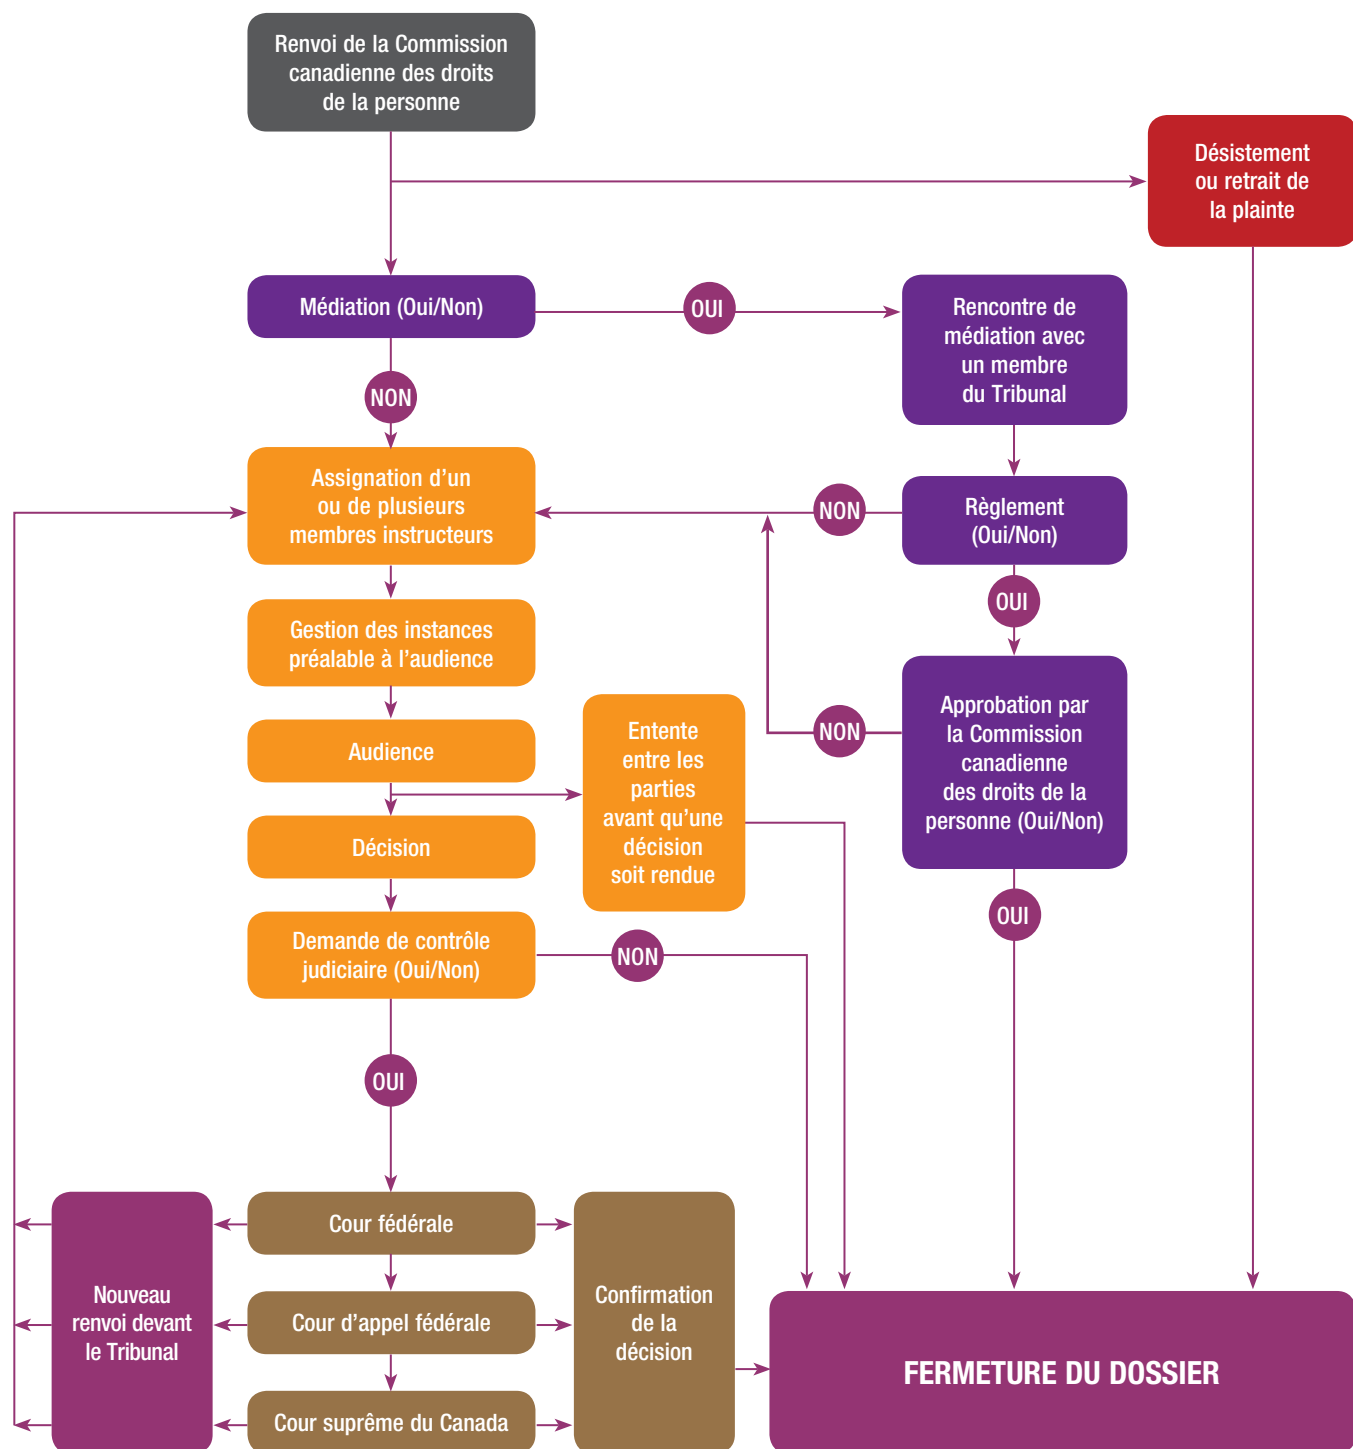 Renvoi de la Commission
canadienne des droits
de la personne
Désistement
ou retrait de
la plainte
Médiation (Oui/Non)
OUI
Rencontre de
médiation avec
un membre
du Tribunal
NON
Assignation d'un
ou de plusieurs
membres instructeurs
NON
Règlement
(Oui/Non)
OUI
Gestion des instances
préalable à l'audience
Approbation par
la Commission
canadienne
des droits de la
personne (Oui/Non)
NON
Audience
Entente
entre les
parties
avant qu'une
décision
soit rendue
Décision
OUI
Demande de contrôle
judiciaire (Oui/Non)
NON
OUI
Cour fédérale
Nouveau
renvoi devant
le Tribunal
Cour d'appel fédérale
Confirmation
de la
décision
FERMETURE DU DOSSIER
Cour suprême du Canada